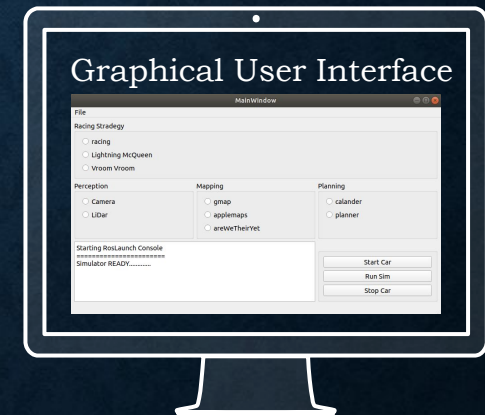 Graphical User Interface
MainWindow
File
Racing Stradegy
racing
Lightning McQueen
Vroom Vroom
Perception
Camera
LiDar
Mapping
gmap
applemaps
areWeTheirYet
Planning
calander
planner
Starting RosLaunch Console
=======================
Simulator READY............
Start Car
Run Sim
Stop Car